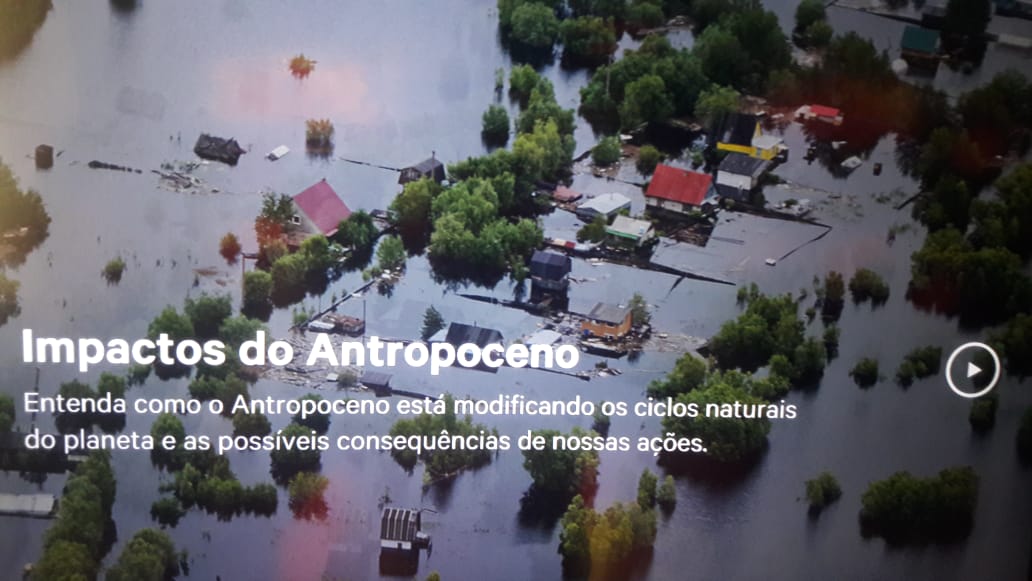 Impactos do Antropoceno
Entenda como o Antropoceno está modificando os ciclos naturais
do planeta e as possíveis consequências de nossas ações.